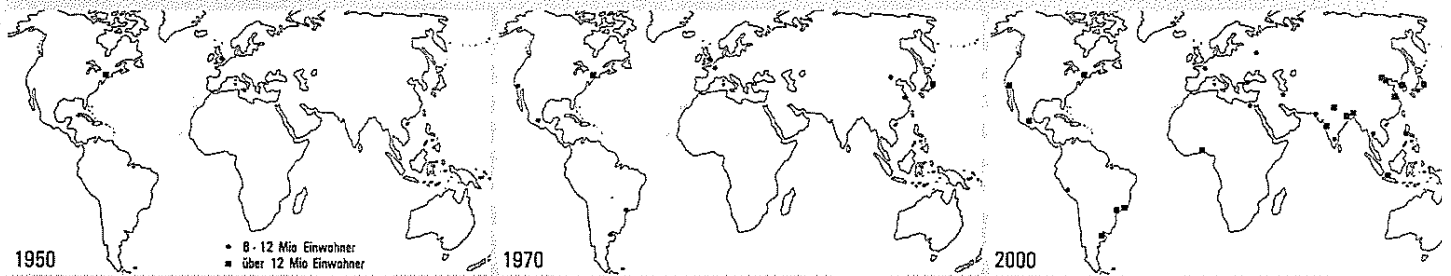 1950
• 8 - 12 Mio Einwohner
■ über 12 Mio Einwohner
1970
2000